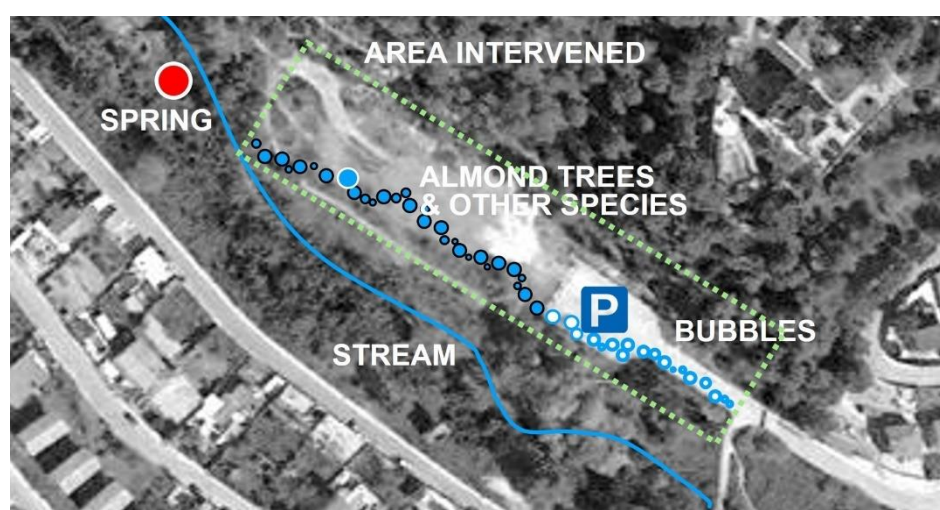 AREA INTERVENED
SPRING
ALMOND TREES
& OTHER SPECIES
P
BUBBLES
STREAM